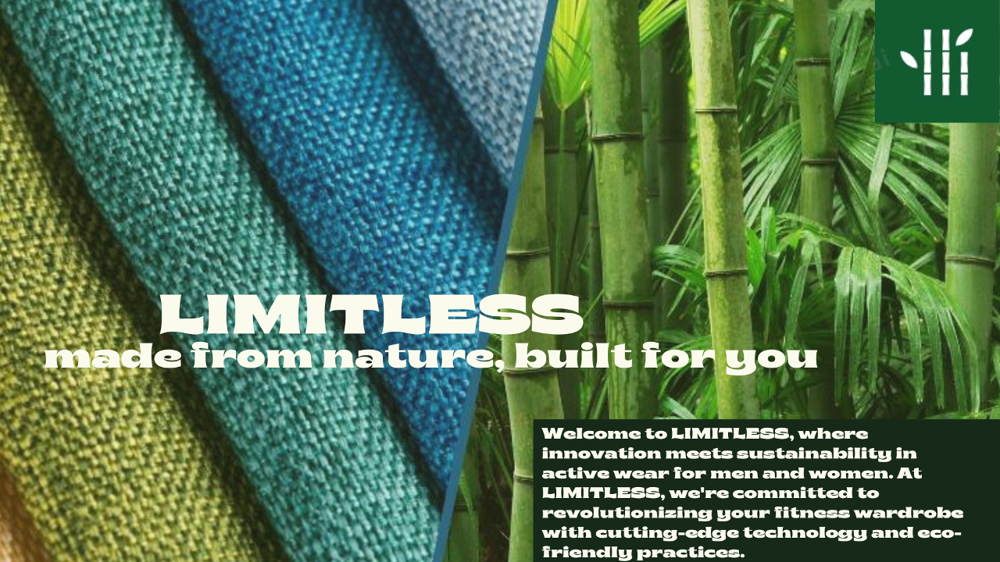 LIMITLESS
made from nature, built for you
Welcome to LIMITLESS, where
innovation meets sustainability in
active wear for men and women. At
LIMITLESS, we're committed to
revolutionizing your fitness wardrobe
with cutting-edge technology and eco-
friendly practices.